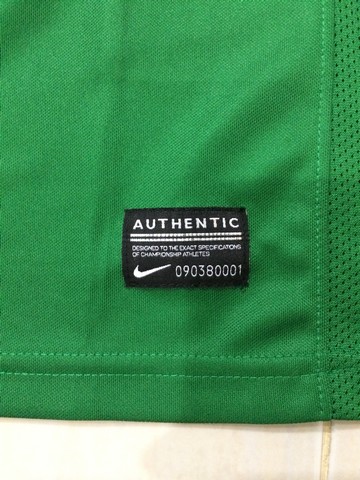 AUTHENTIC
DESIGNED TO THE EXACT SPECIFICATIONS
OF CHAMPIONSHIP ATHLETES
090380001